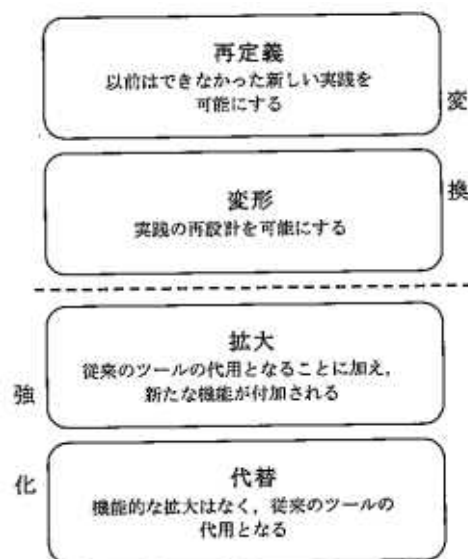 再定義
以前はできなかった新しい実践を
可能にする
変
換
変形
実践の再設計を可能にする
拡大
従来のツールの代用となることに加え，
新たな機能が付加される
強
化
代替
機能的な拡大はなく，従来のツールの
代用となる